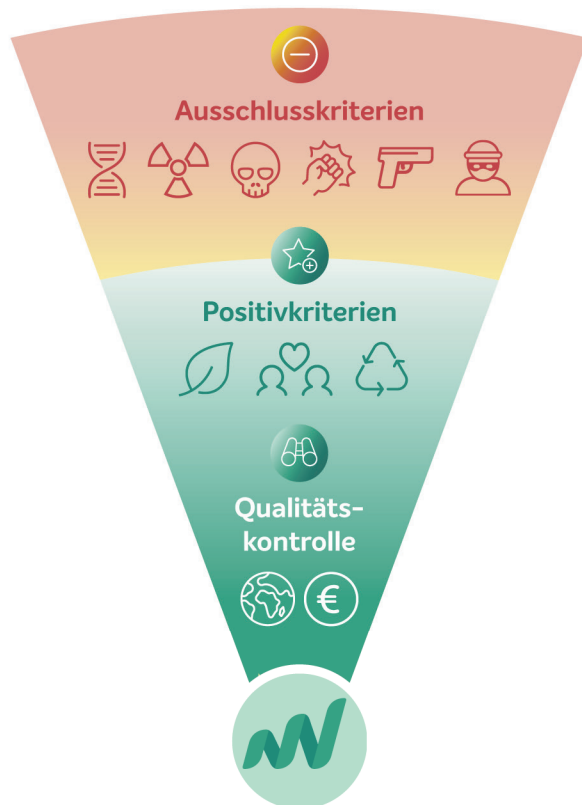 Ausschlusskriterien
Positivkriterien
Qualitäts-
kontrolle
€